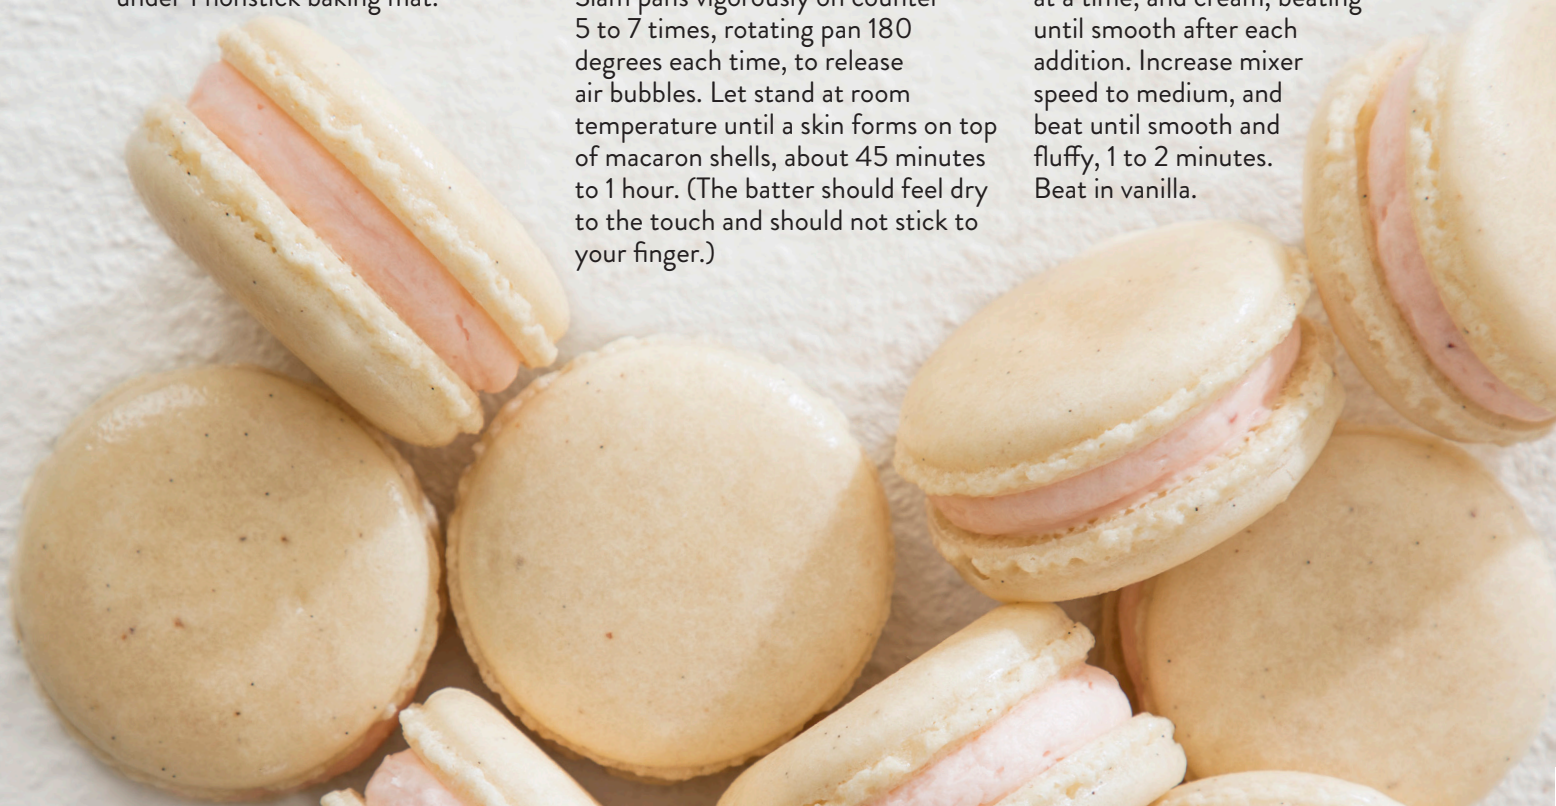 under 1 nonstick baking mat.
Slam pans vigorously on counter
5 to 7 times, rotating pan 180
degrees each time, to release
air bubbles. Let stand at room
temperature until a skin forms on top
of macaron shells, about 45 minutes
to 1 hour. (The batter should feel dry
to the touch and should not stick to
your finger.)
at a time, and cream, beating
until smooth after each
addition. Increase mixer
speed to medium, and
beat until smooth and
fluffy, 1 to 2 minutes.
Beat in vanilla.